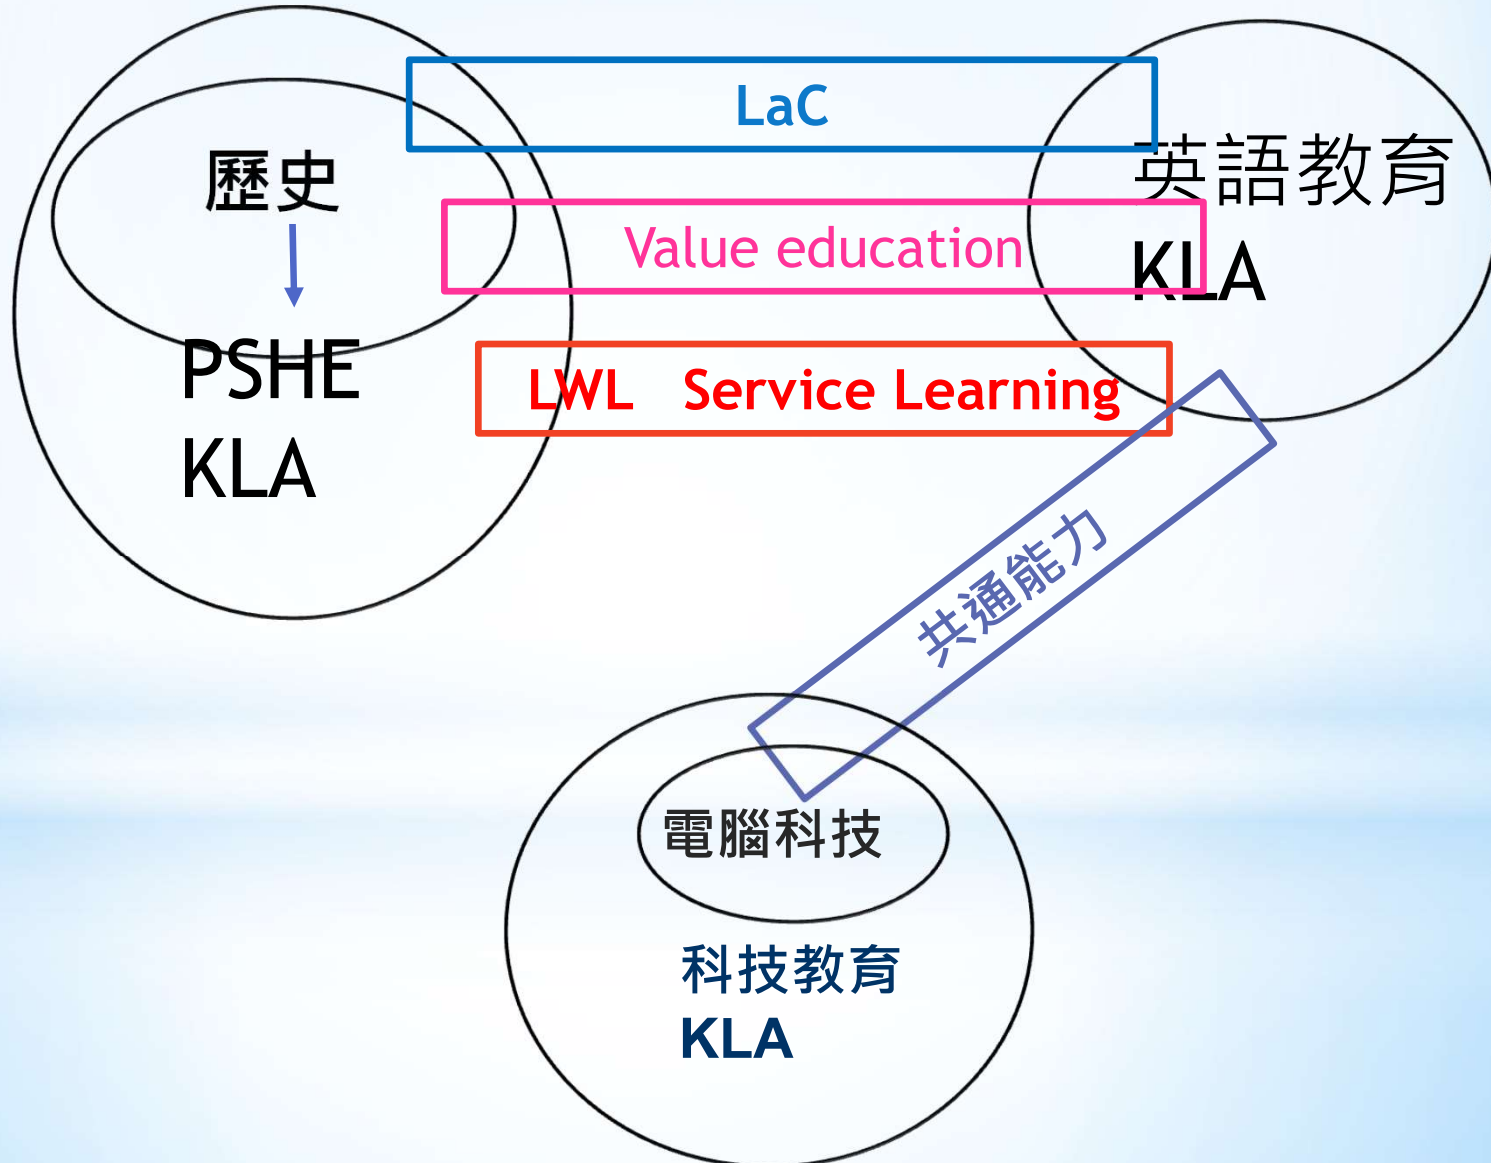 LaC
歷史
英語教育
KLA
Value education
PSHE
KLA
LWL Service Learning
共通能力
電腦科技
科技教育
KLA